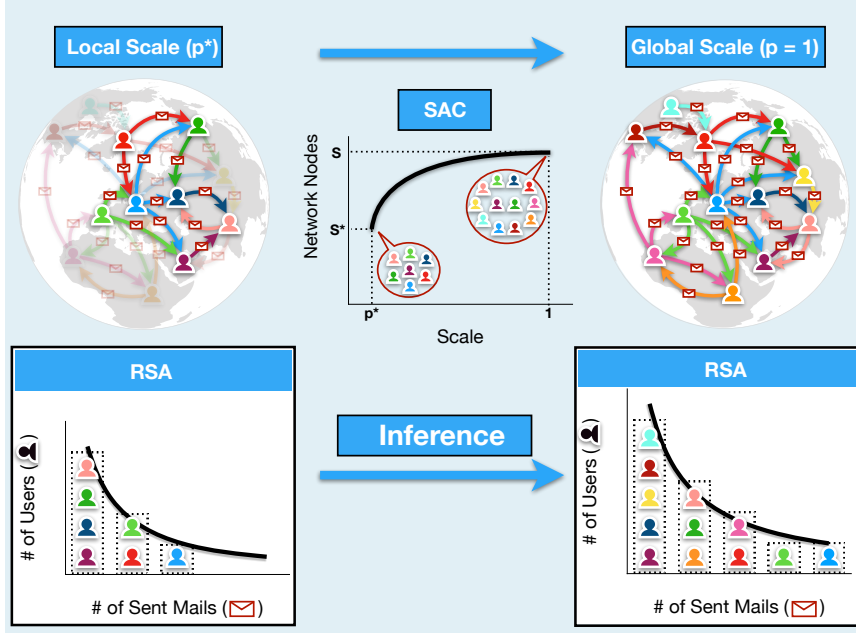 Local Scale (p*)
Global Scale (p = 1)
SAC
Network Nodes
S
S*
p*
1
Scale
RSA
# of Users ( )
# of Sent Mails ( )
Inference
RSA
# of Users ( )
# of Sent Mails ( )